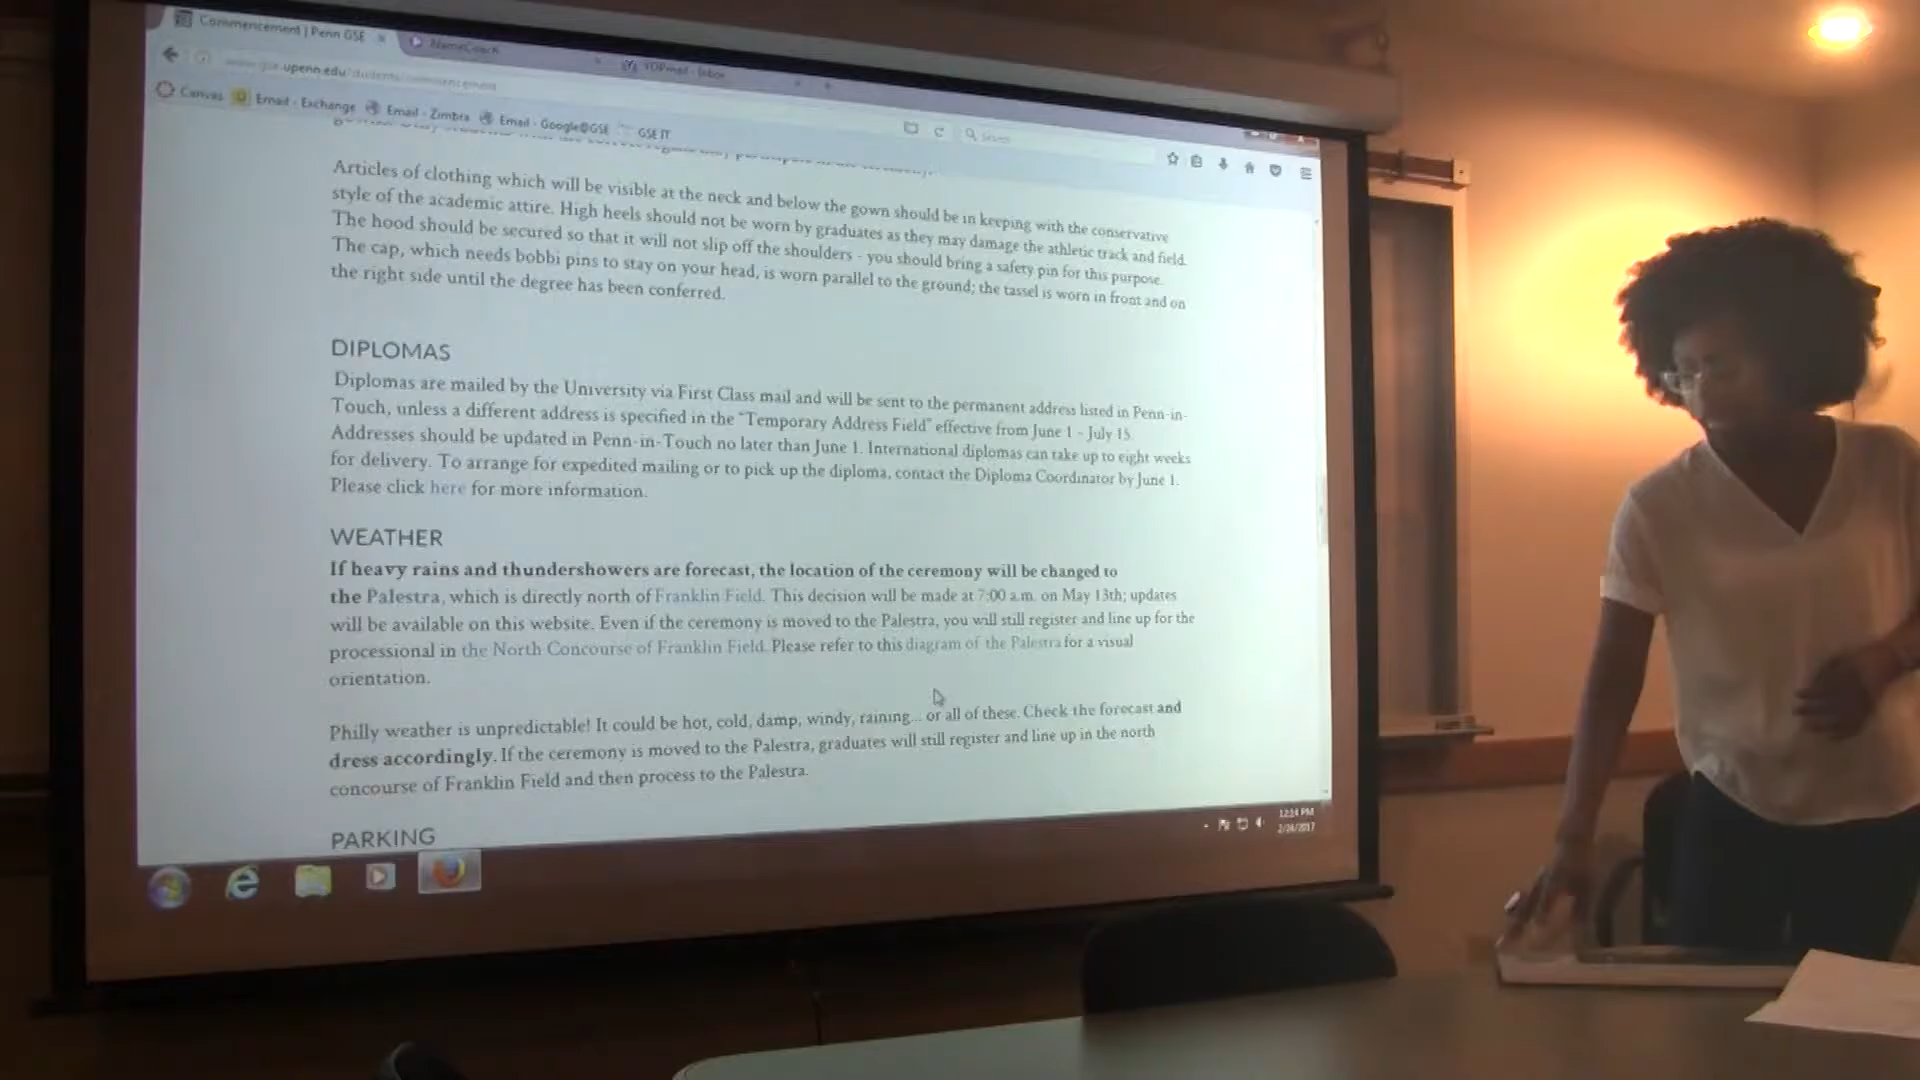 Commencement | Penn GSE
NameCoach
YOPmail - Inbox
www.gse.upenn.edu/students/commencement
Search
Canvas Email - Exchange Email - Zimbra Email - Google@GSE GSE IT
Articles of clothing which will be visible at the neck and below the gown should be in keeping with the conservative
style of the academic attire. High heels should not be worn by graduates as they may damage the athletic track and field.
The hood should be secured so that it will not slip off the shoulders - you should bring a safety pin for this purpose.
The cap, which needs bobbi pins to stay on your head, is worn parallel to the ground; the tassel is worn in front and on
the right side until the degree has been conferred.
DIPLOMAS
Diplomas are mailed by the University via First Class mail and will be sent to the permanent address listed in Penn-in-
Touch, unless a different address is specified in the "Temporary Address Field" effective from June 1 - July 15.
Addresses should be updated in Penn-in-Touch no later than June 1. International diplomas can take up to eight weeks
for delivery. To arrange for expedited mailing or to pick up the diploma, contact the Diploma Coordinator by June 1.
Please click here for more information.
WEATHER
If heavy rains and thundershowers are forecast, the location of the ceremony will be changed to
the Palestra, which is directly north of Franklin Field. This decision will be made at 7:00 a.m. on May 13th; updates
will be available on this website. Even if the ceremony is moved to the Palestra, you will still register and line up for the
processional in the North Concourse of Franklin Field. Please refer to this diagram of the Palestra for a visual
orientation.
Philly weather is unpredictable! It could be hot, cold, damp, windy, raining... or all of these. Check the forecast and
dress accordingly. If the ceremony is moved to the Palestra, graduates will still register and line up in the north
concourse of Franklin Field and then process to the Palestra.
PARKING
12:14 PM
2/24/2017